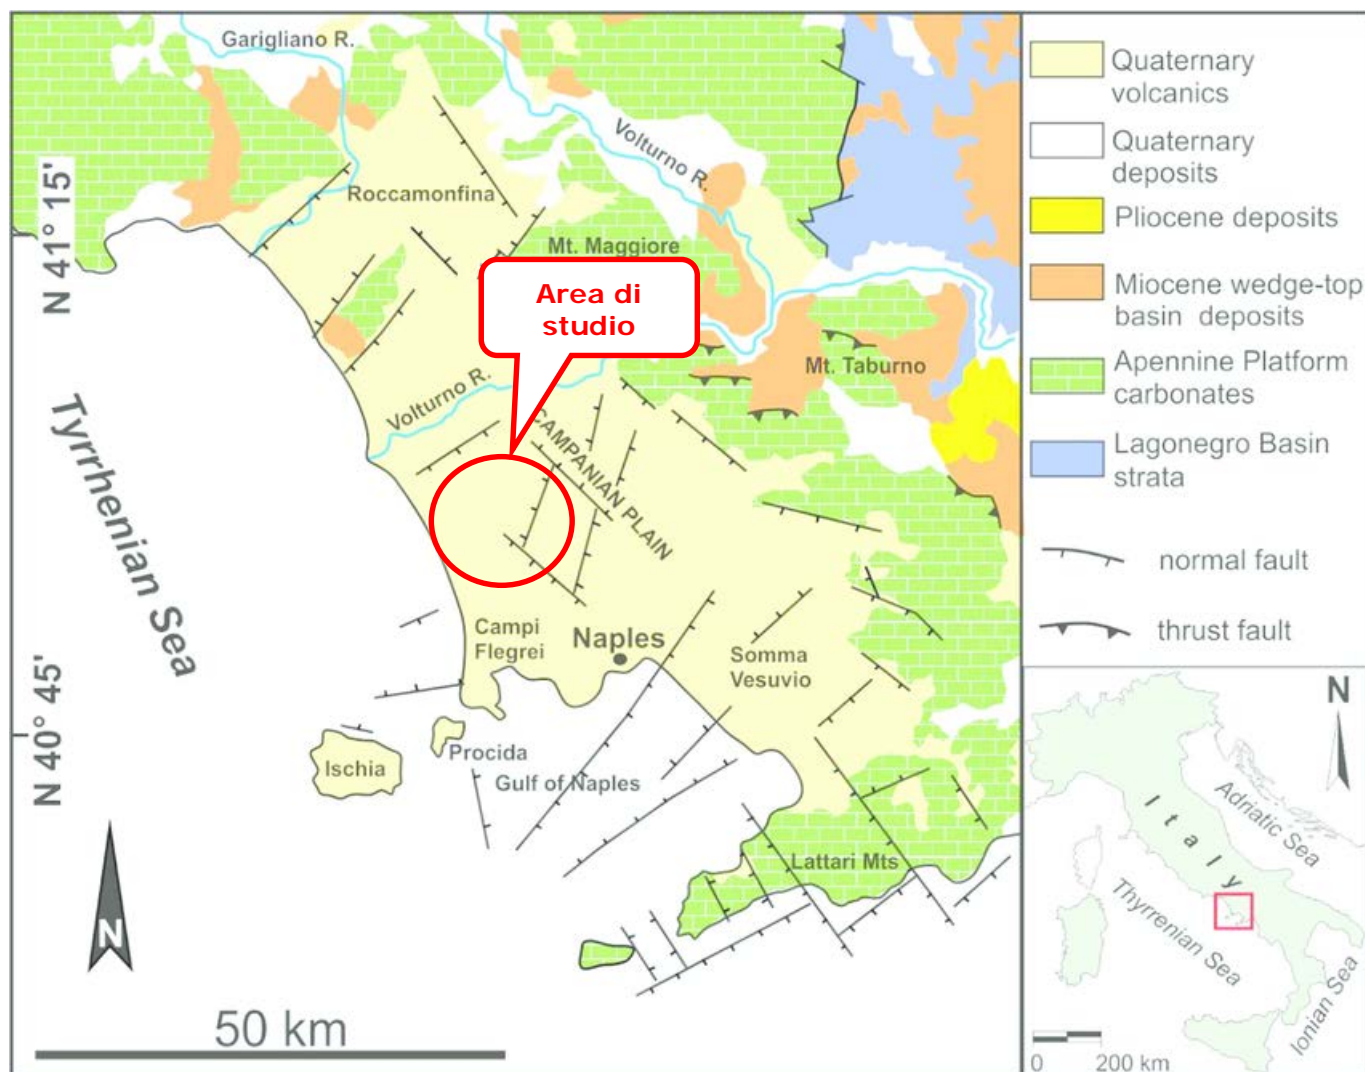 Garigliano R.
Volturno R.
Roccamonfina
Mt. Maggiore
Area di
studio
Mt. Taburno
Volturno R.
CAMPANIAN PLAIN
Tyrrhenian Sea
Campi
Flegrei
Naples
Somma
Vesuvio
Procida
Ischia
Gulf of Naples
Lattari Mts
N 41° 15'
N 40° 45'
N
50 km
Quaternary
volcanics
Quaternary
deposits
Pliocene deposits
Miocene wedge-top
basin deposits
Apennine Platform
carbonates
Lagonegro Basin
strata
normal fault
thrust fault
N
Italy
Adriatic Sea
Thyrrenian Sea
Ionian Sea
0 200 km